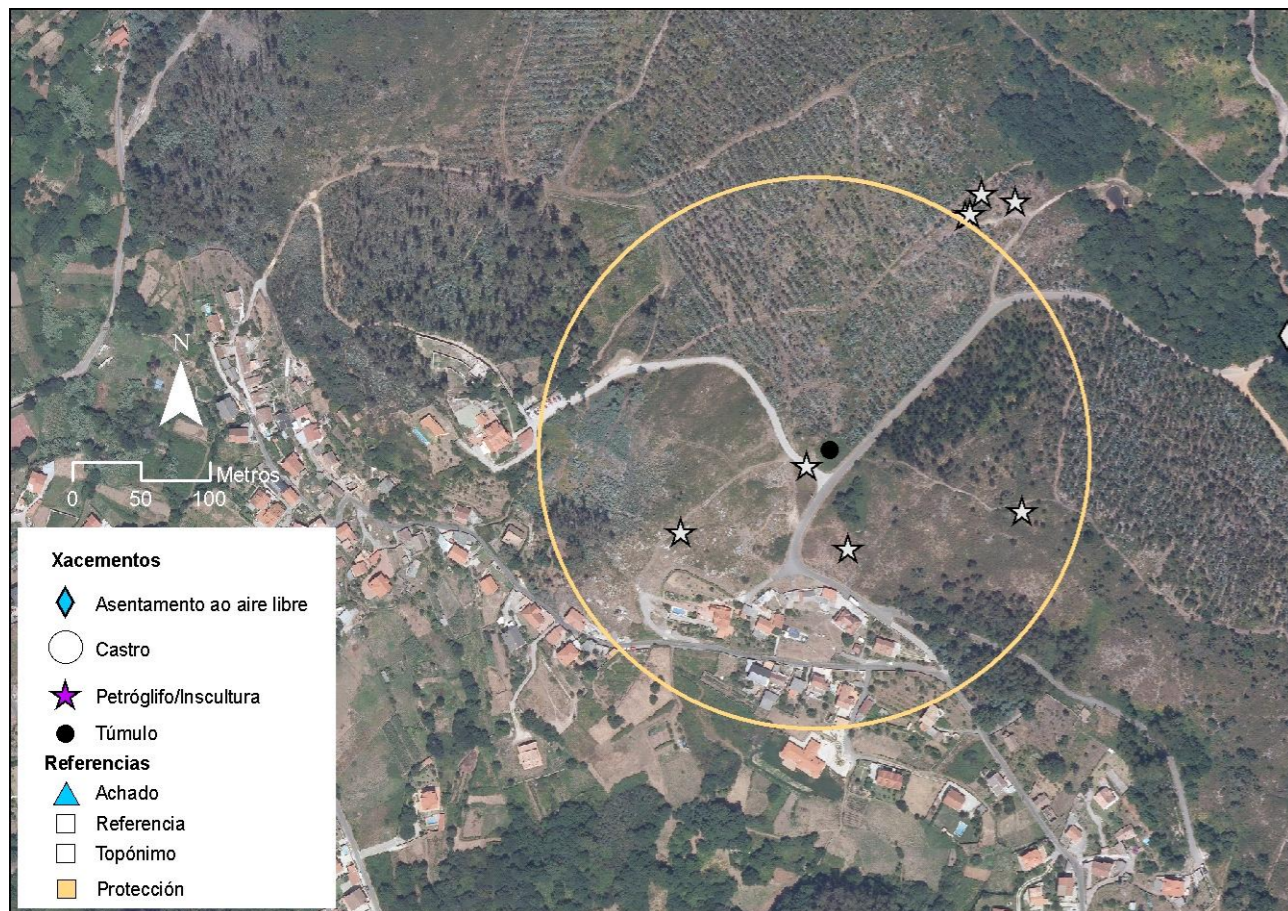 N
Metros
0 50 100
Xacementos
Asentamento ao aire libre
Castro
Petróglifo/Inscultura
Túmulo
Referencias
Achado
Referencia
Topónimo
Protección